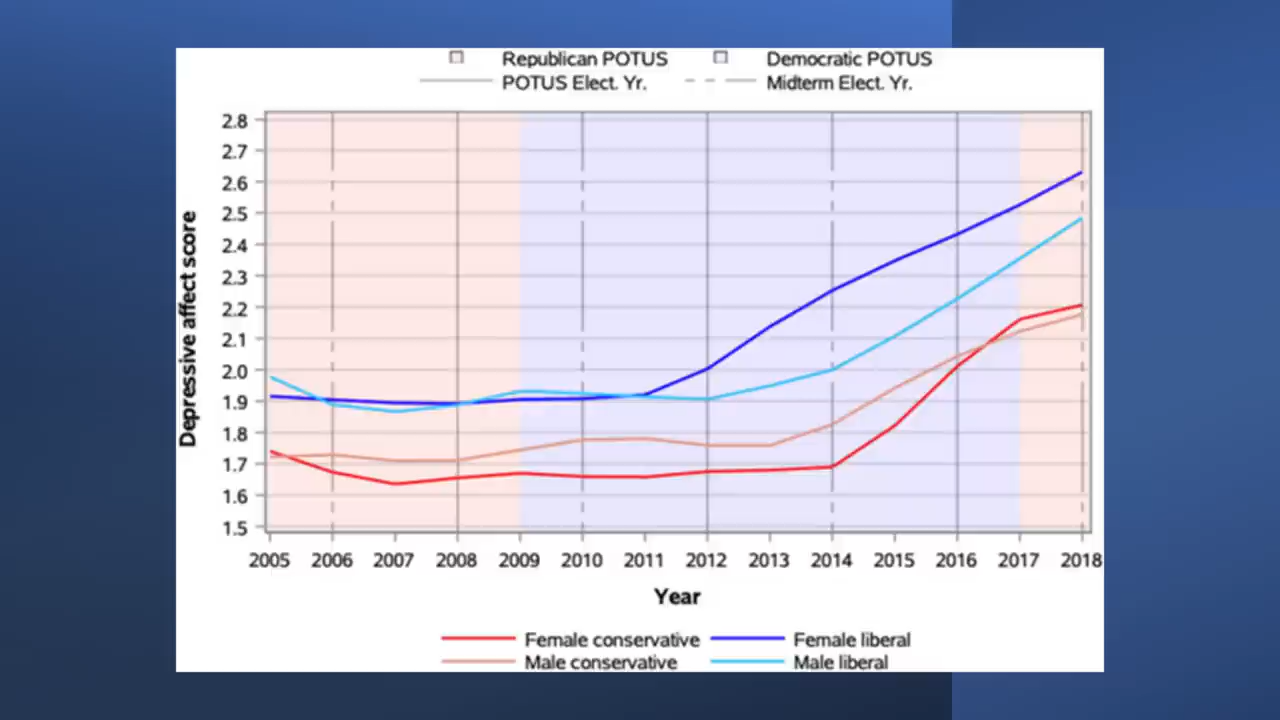 Republican POTUS Democratic POTUS
POTUS Elect. Yr. Midterm Elect. Yr.
2.8
2.7
2.6
2.5
2.4
2.3
2.2
2.1
2.0
1.9
1.8
1.7
1.6
1.5
Depressive affect score
2005 2006 2007 2008 2009 2010 2011 2012 2013 2014 2015 2016 2017 2018
Year
Female conservative Female liberal
Male conservative Male liberal